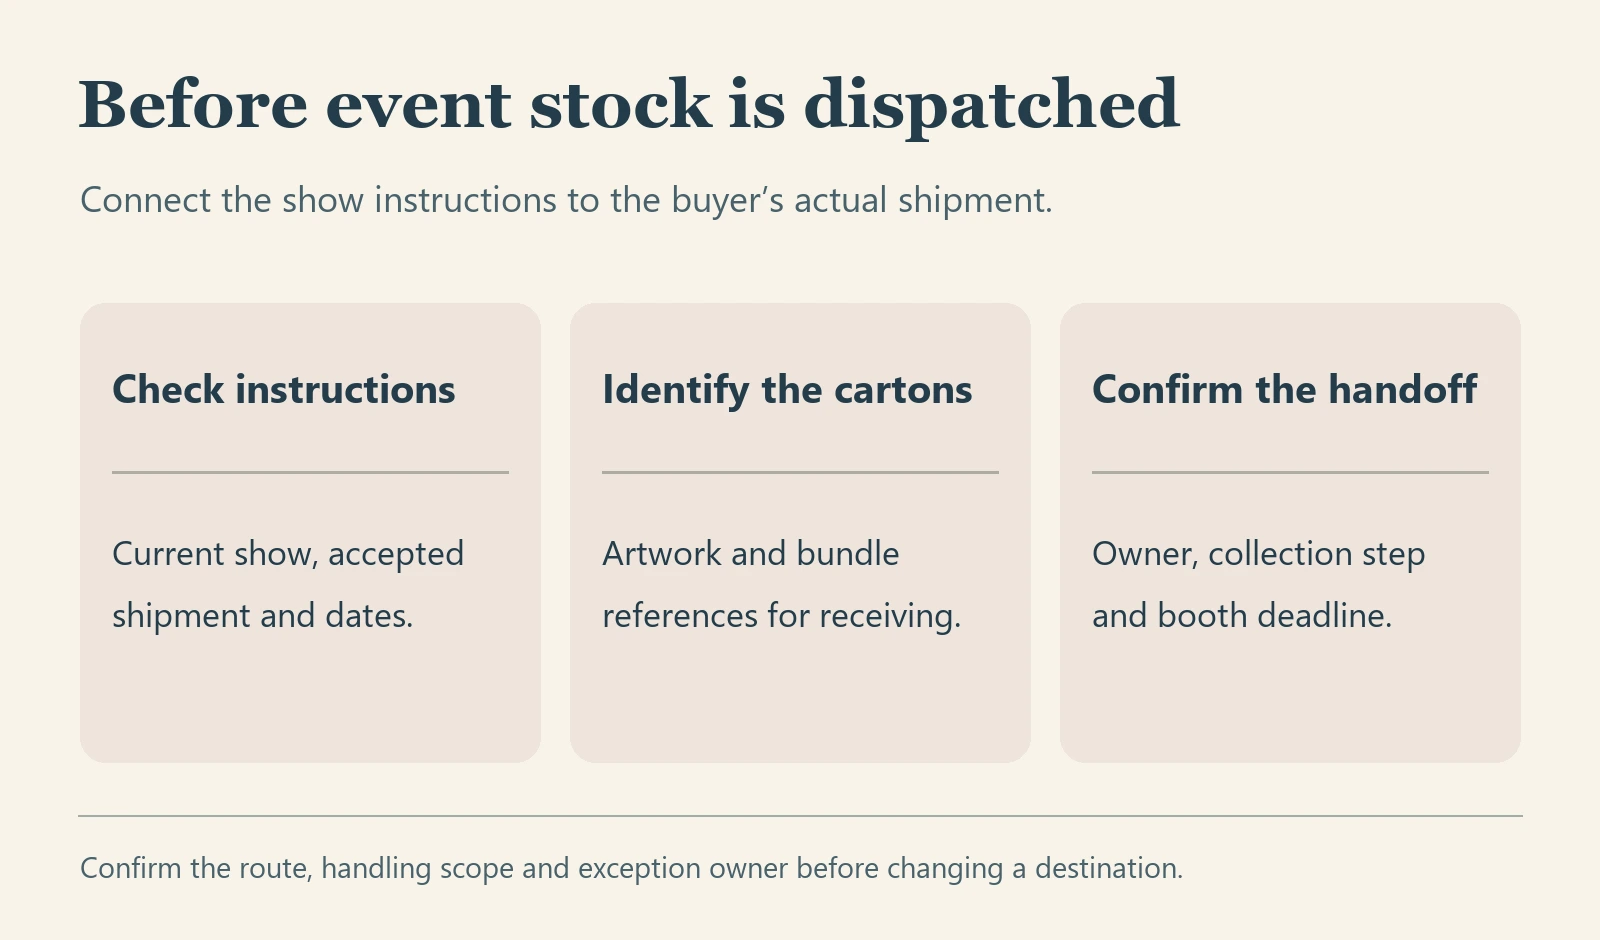 Before event stock is dispatched
Connect the show instructions to the buyer’s actual shipment.
Check instructions
Current show, accepted
shipment and dates.
Identify the cartons
Artwork and bundle
references for receiving.
Confirm the handoff
Owner, collection step
and booth deadline.
Confirm the route, handling scope and exception owner before changing a destination.